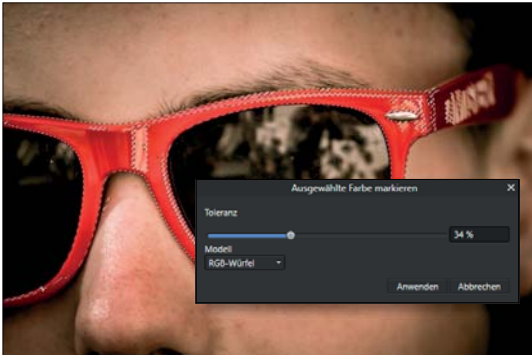 Ausgewählte Farbe markieren
Toleranz
34 %
Modell
RGB-Würfel
Anwenden Abbrechen